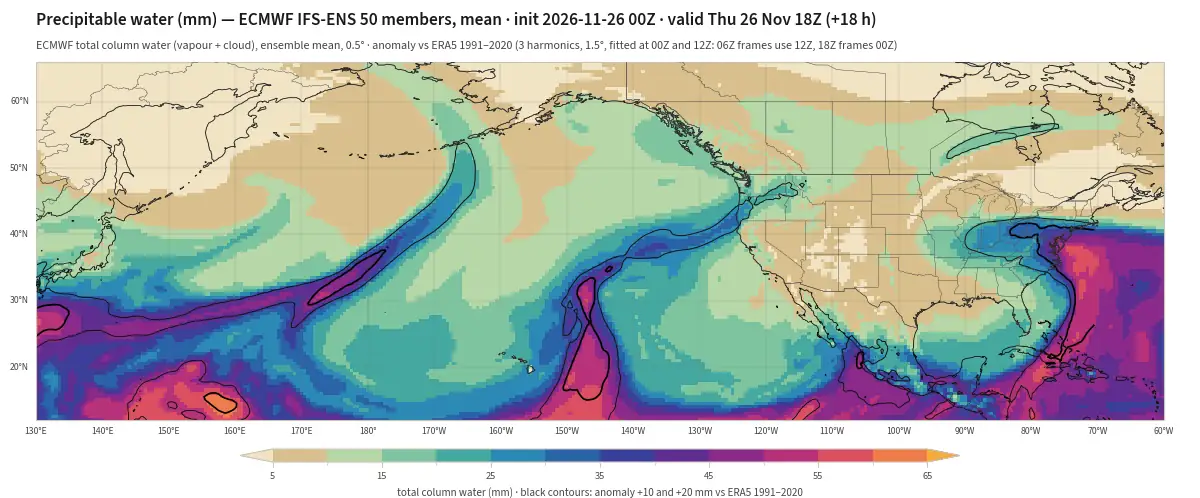 Precipitable water (mm) — ECMWF IFS-ENS 50 members, mean · init 2026-11-26 00Z · valid Thu 26 Nov 18Z (+18 h)
ECMWF total column water (vapour + cloud), ensemble mean, 0.5° · anomaly vs ERA5 1991–2020 (3 harmonics, 1.5°, fitted at 00Z and 12Z: 06Z frames use 12Z, 18Z frames 00Z)
60°N
50°N
40°N
30°N
20°N
130°E 140°E 150°E 160°E 170°E 180° 170°W 160°W 150°W 140°W 130°W 120°W 110°W 100°W 90°W 80°W 70°W 60°W
5 15 25 35 45 55 65
total column water (mm) · black contours: anomaly +10 and +20 mm vs ERA5 1991–2020